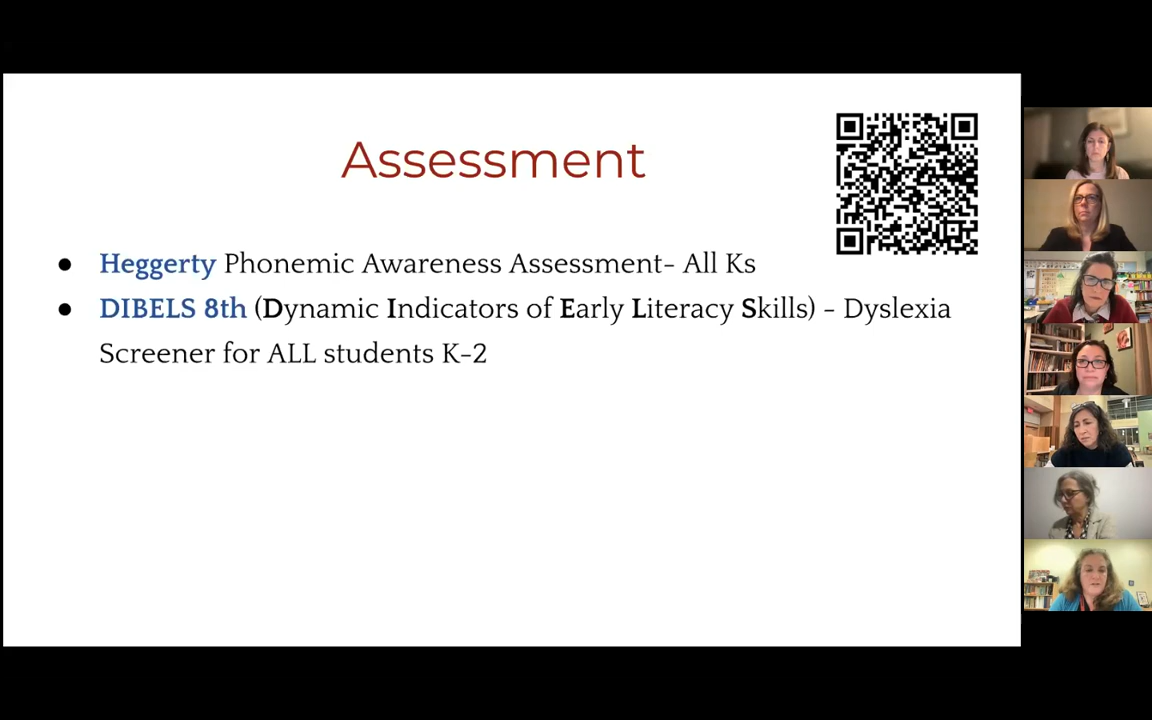 Assessment
● Heggerty Phonemic Awareness Assessment- All Ks
● DIBELS 8th (Dynamic Indicators of Early Literacy Skills) - Dyslexia
Screener for ALL students K-2